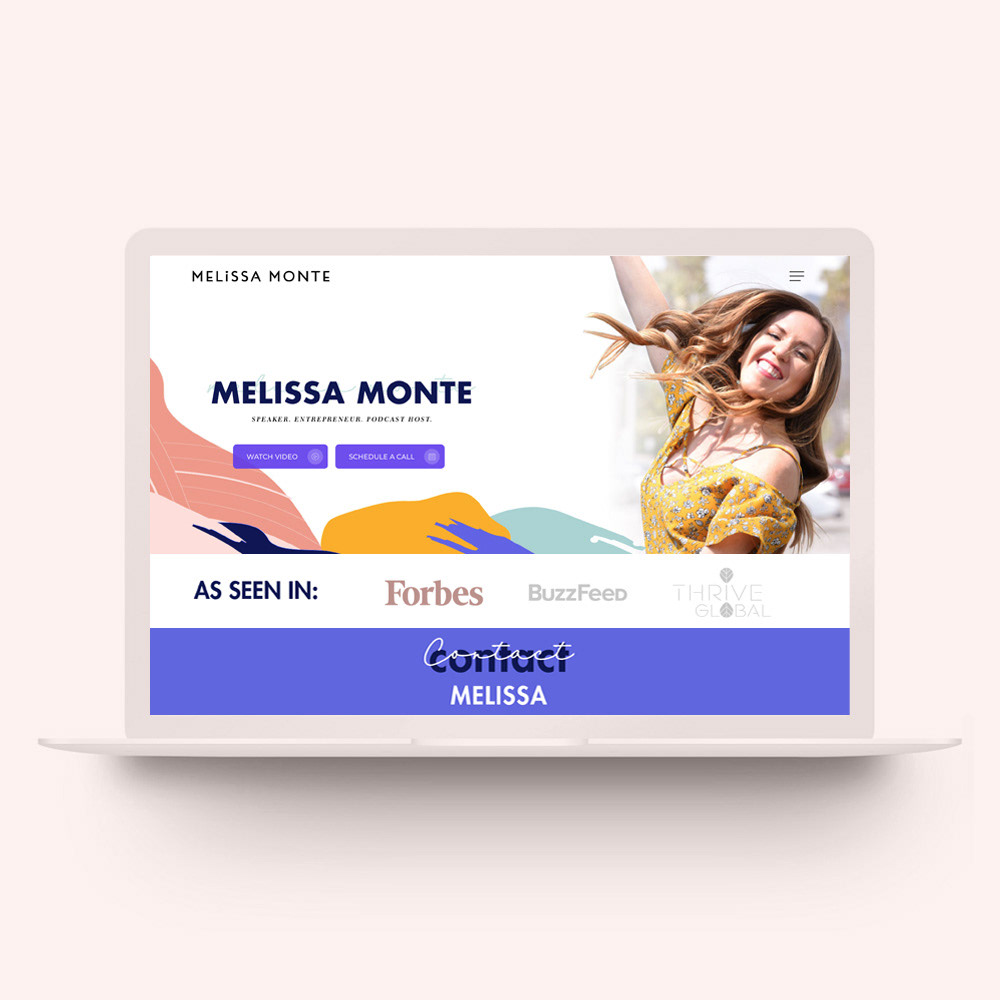 MELiSSA MONTE
MELISSA MONTE
SPEAKER. ENTREPRENEUR. PODCAST HOST.
WATCH VIDEO
SCHEDULE A CALL
AS SEEN IN:
Forbes
BuzzFeed
THRIVE
GLOBAL
Contact
contact
MELISSA